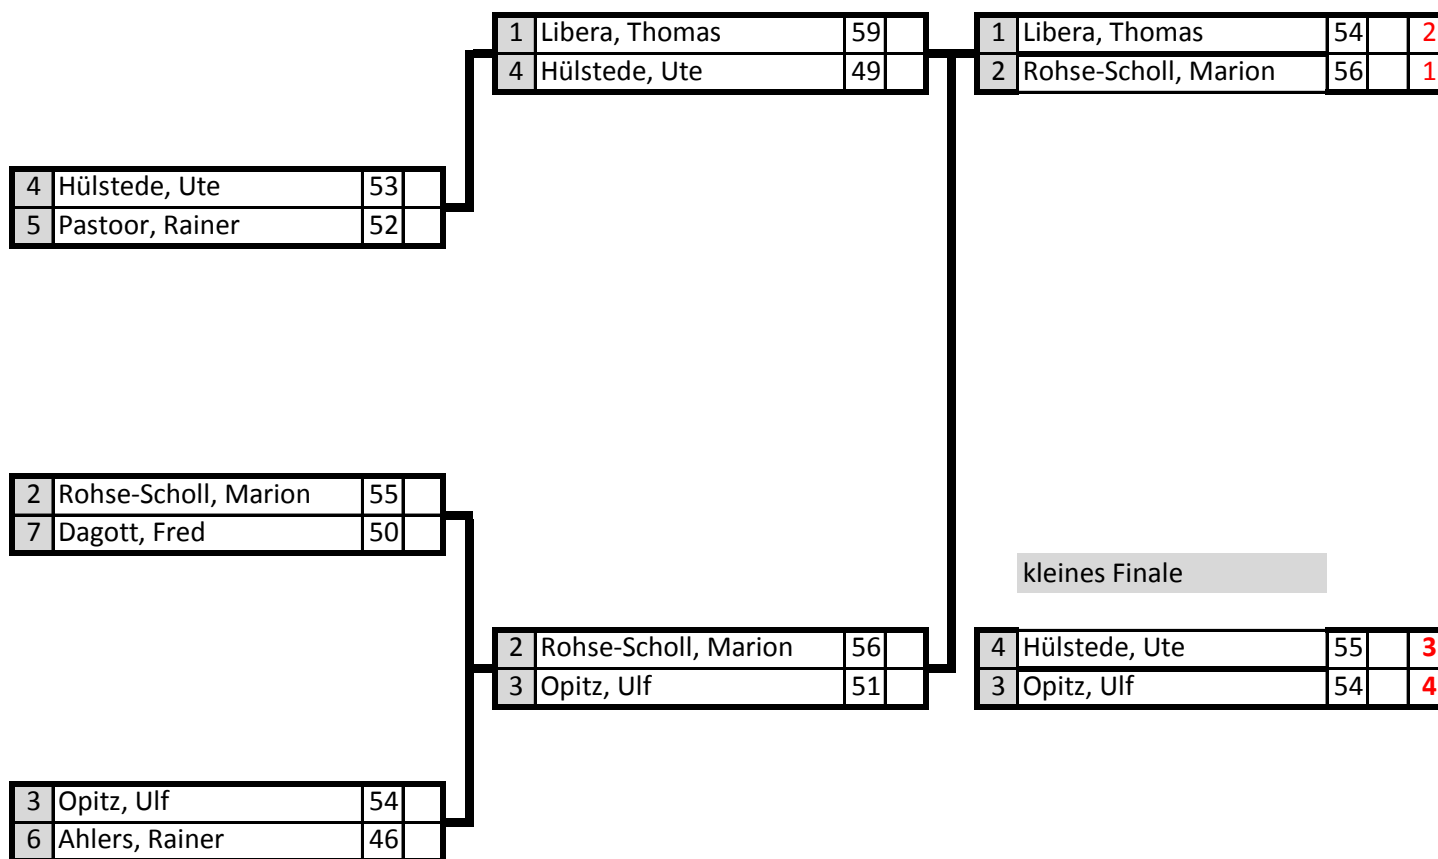 1 Libera, Thomas 59
4 Hülstede, Ute 49
1 Libera, Thomas 54 2
2 Rohse-Scholl, Marion 56 1
4 Hülstede, Ute 53
5 Pastoor, Rainer 52
2 Rohse-Scholl, Marion 55
7 Dagott, Fred 50
kleines Finale
2 Rohse-Scholl, Marion 56
3 Opitz, Ulf 51
4 Hülstede, Ute 55 3
3 Opitz, Ulf 54 4
3 Opitz, Ulf 54
6 Ahlers, Rainer 46